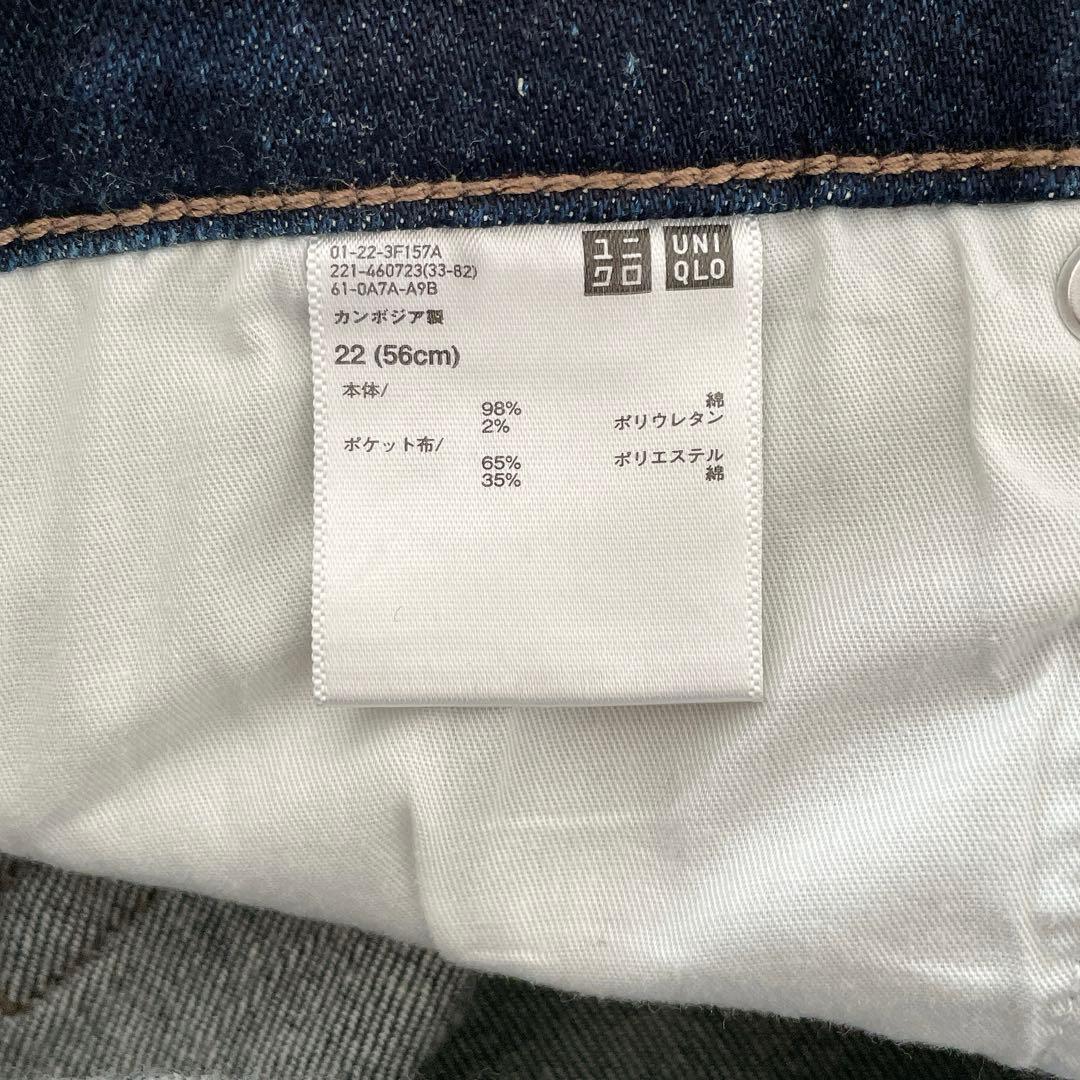 01-22-3F157A
221-460723(33-82)
61-0A7A-A9B
ユニ
クロ
UNI
QLO
カンボジア製
22 (56cm)
本体/
98% 綿
2% ポリウレタン
ポケット布/
65% ポリエステル
35% 綿